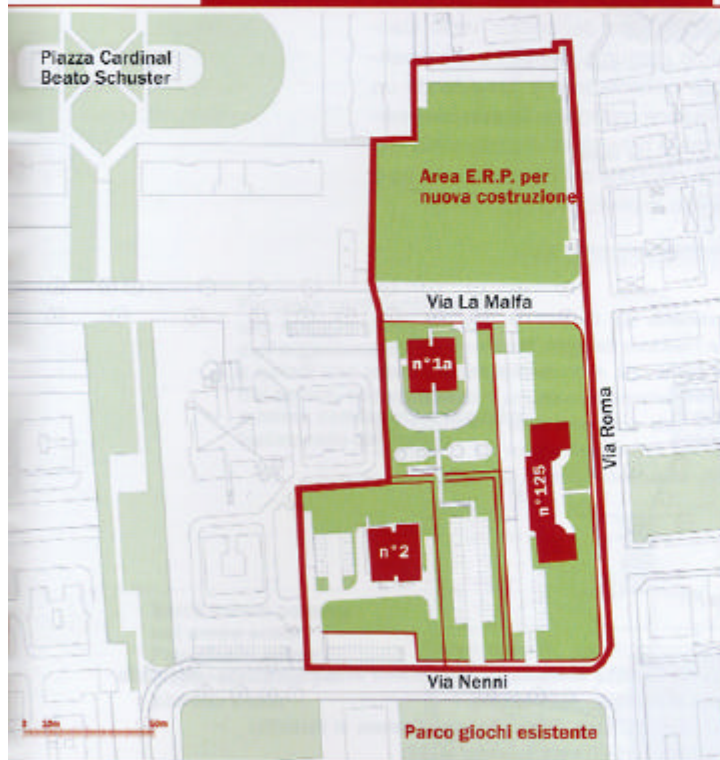 Piazza Cardinal
Beato Schuster
Area E.R.P. per
nuova costruzione
Via La Malfa
n°1a
Via Roma
n°125
n°2
Via Nenni
Parco giochi esistente